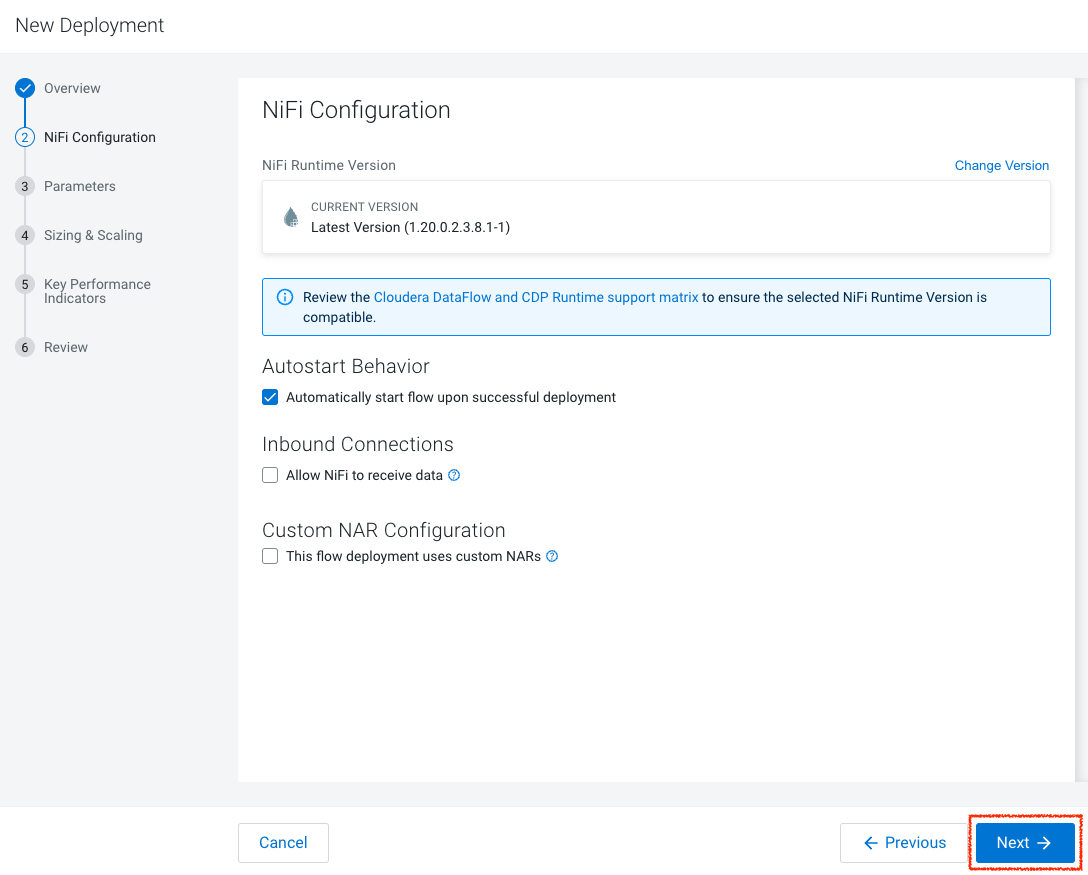 New Deployment
Overview
2 NiFi Configuration
3 Parameters
4 Sizing & Scaling
5 Key Performance
Indicators
6 Review
NiFi Configuration
NiFi Runtime Version
Change Version
CURRENT VERSION
Latest Version (1.20.0.2.3.8.1-1)
Review the Cloudera DataFlow and CDP Runtime support matrix to ensure the selected NiFi Runtime Version is
compatible.
Autostart Behavior
Automatically start flow upon successful deployment
Inbound Connections
Allow NiFi to receive data
Custom NAR Configuration
This flow deployment uses custom NARs
Cancel
Previous
Next